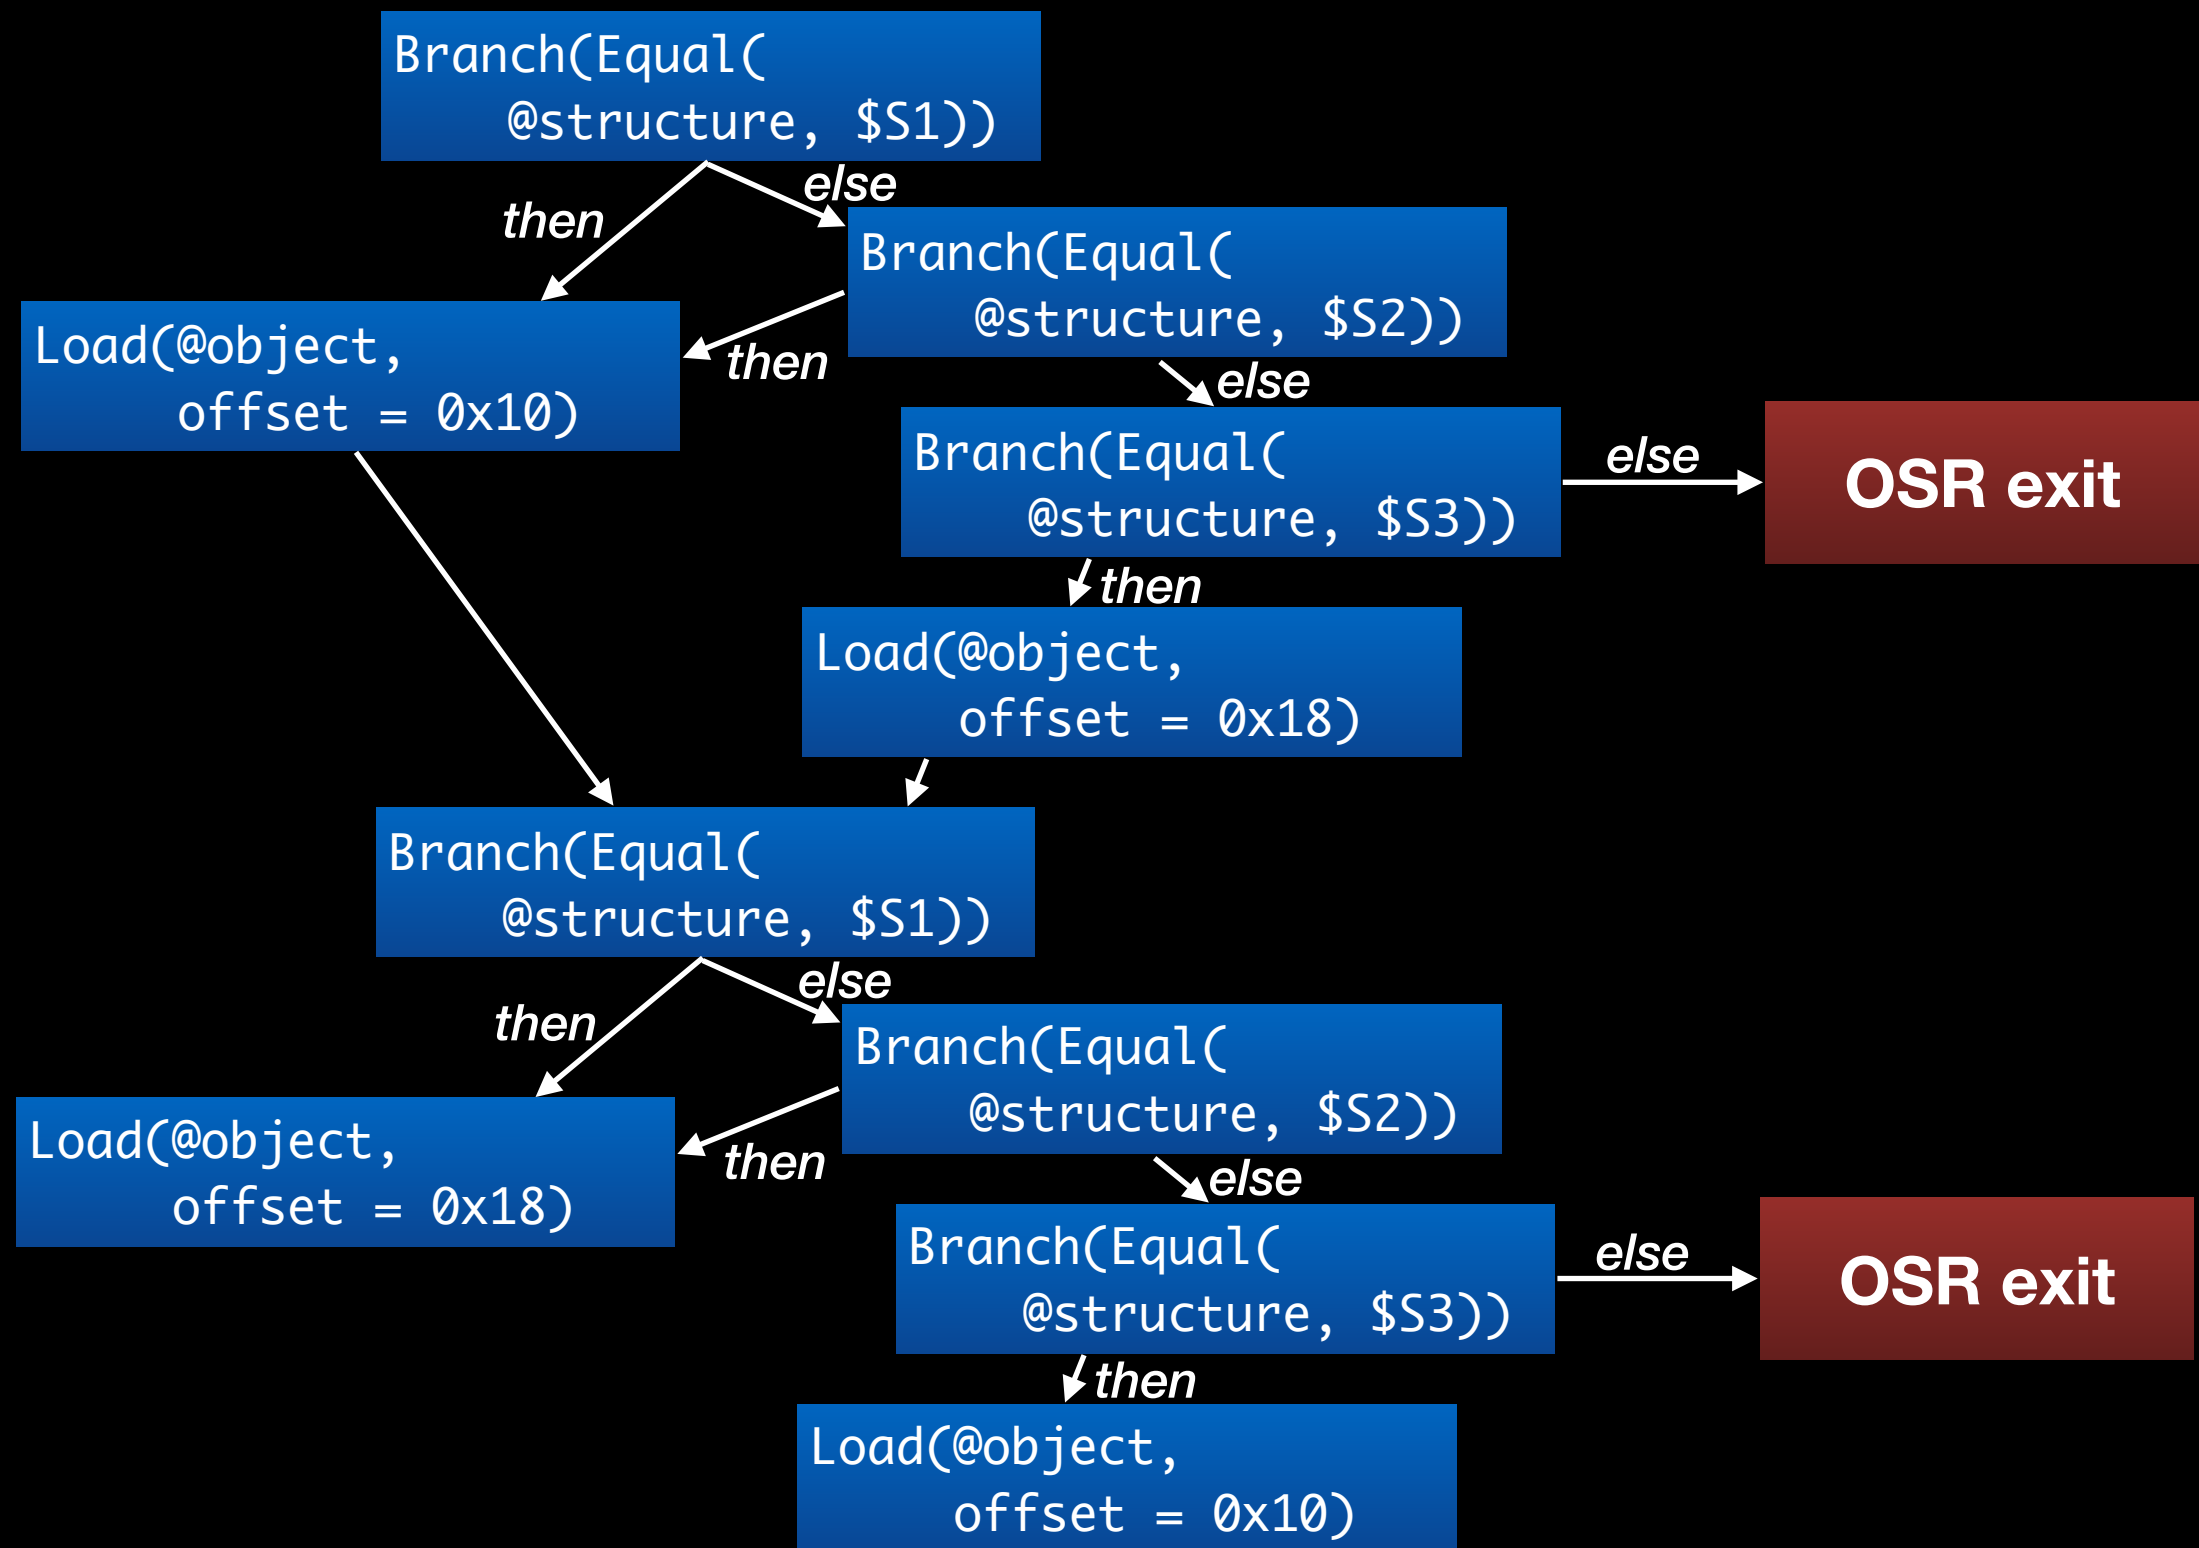 Branch(Equal(
@structure, $S1))
then
else
Branch(Equal(
@structure, $S2))
Load(@object,
offset = 0x10)
then
else
Branch(Equal(
@structure, $S3))
else
OSR exit
then
Load(@object,
offset = 0x18)
Branch(Equal(
@structure, $S1))
then
else
Branch(Equal(
@structure, $S2))
Load(@object,
offset = 0x18)
then
else
Branch(Equal(
@structure, $S3))
else
OSR exit
then
Load(@object,
offset = 0x10)